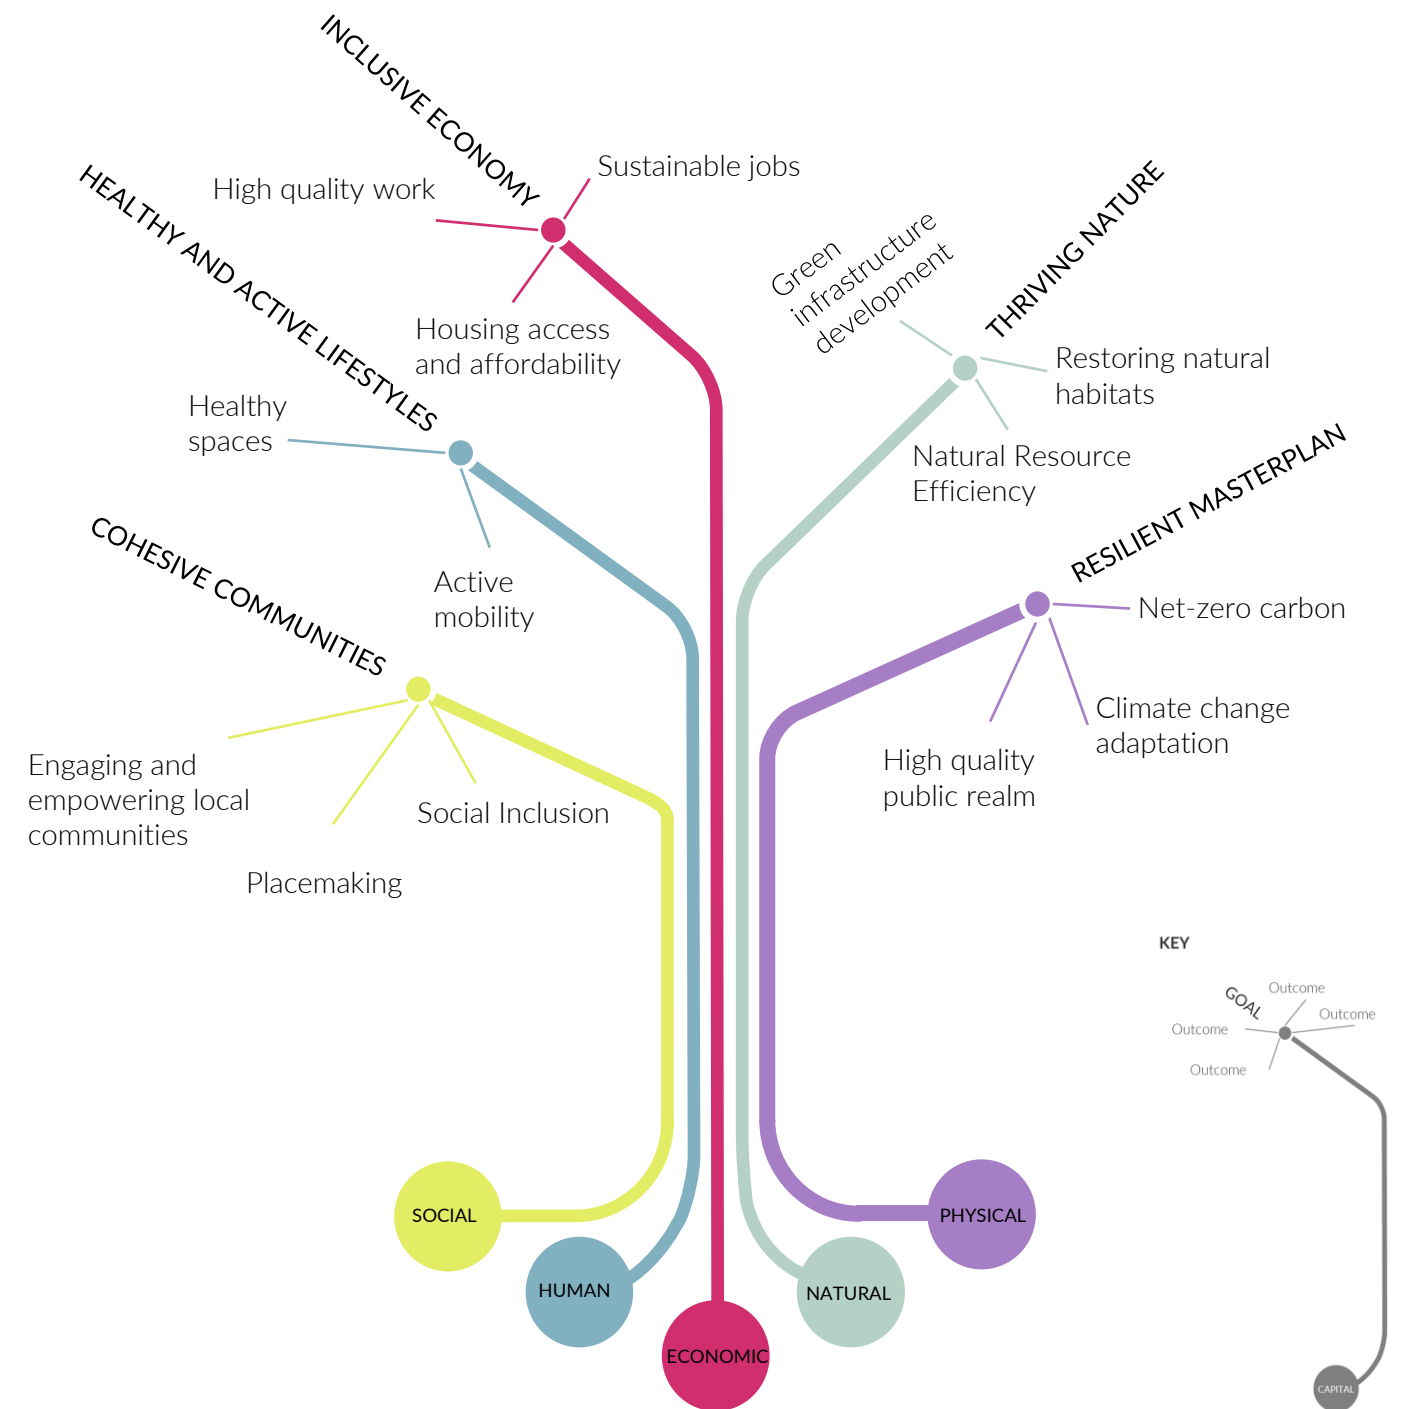 INCLUSIVE ECONOMY
High quality work
Sustainable jobs
Housing access
and affordability
HEALTHY AND ACTIVE LIFESTYLES
Healthy
spaces
Active
mobility
COHESIVE COMMUNITIES
Engaging and
empowering local
communities
Placemaking
Social Inclusion
THRIVING NATURE
Green
infrastructure
development
Restoring natural
habitats
Natural Resource
Efficiency
RESILIENT MASTERPLAN
Net-zero carbon
Climate change
adaptation
High quality
public realm
SOCIAL
HUMAN
ECONOMIC
NATURAL
PHYSICAL
KEY
GOAL
Outcome
Outcome
Outcome
Outcome
CAPITAL